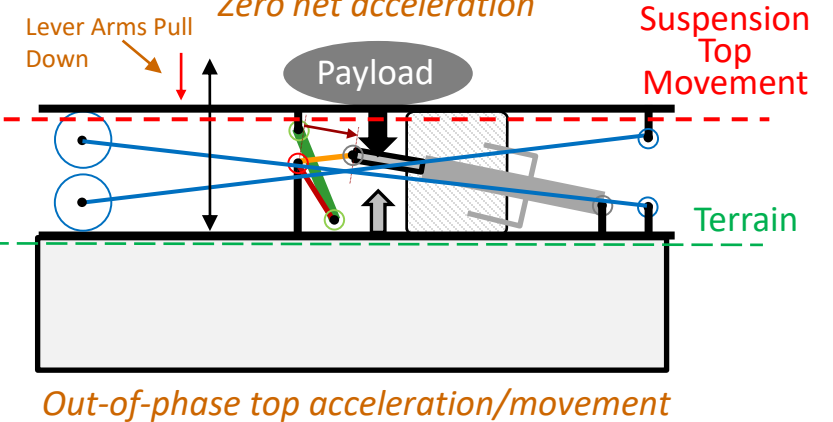 Zero net acceleration
Lever Arms Pull
Down
Payload
Suspension
Top
Movement
Terrain
Out-of-phase top acceleration/movement